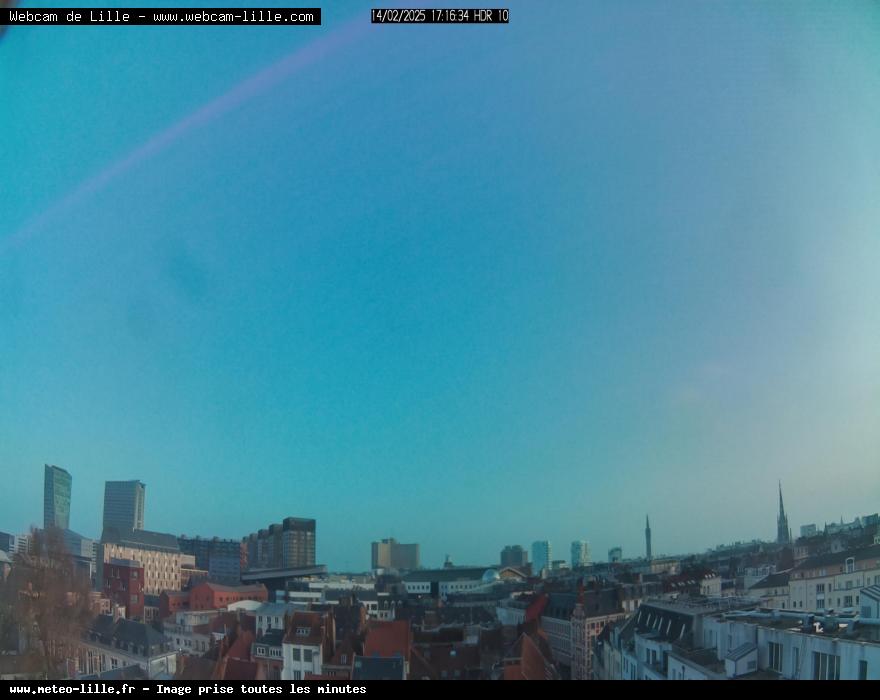 Webcam de Lille - www.webcam-lille.com
14/02/2025 17:16:34 HDR 10
www.meteo-lille.fr - Image prise toutes les minutes